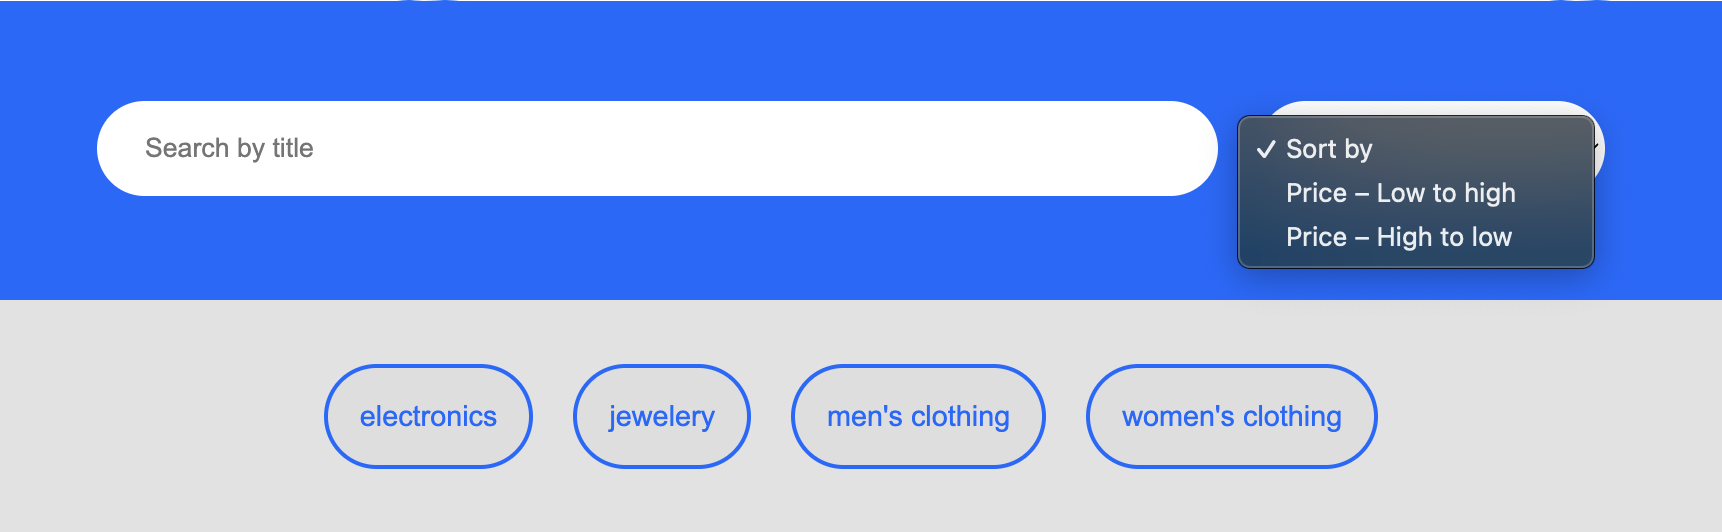 Search by title
✓ Sort by
Price – Low to high
Price – High to low
electronics
jewelery
men's clothing
women's clothing